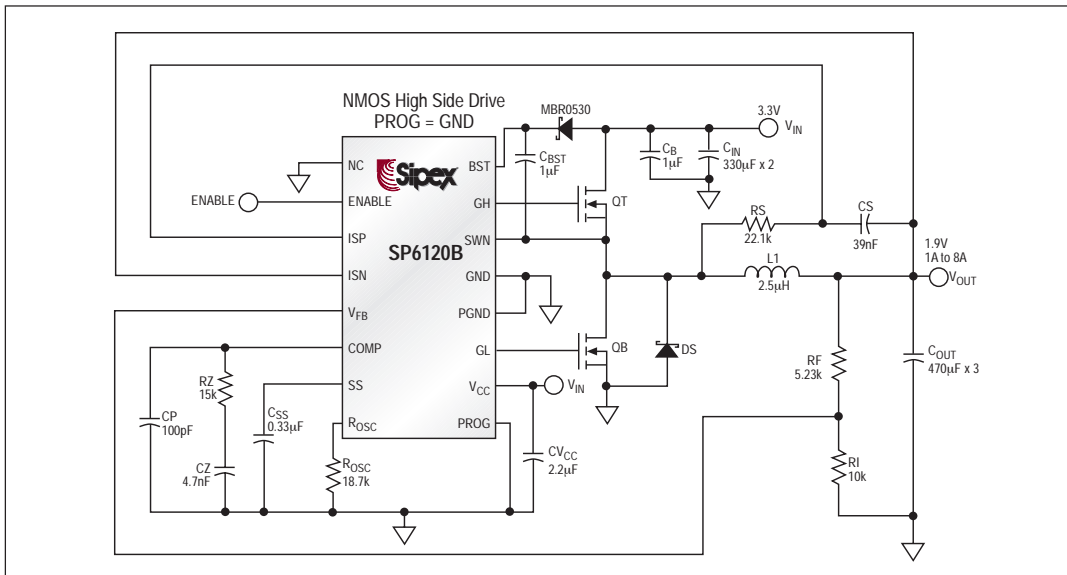 NMOS High Side Drive
PROG = GND
Sipex
SP6120B
NC
ENABLE
ENABLE
ISP
ISN
VFB
COMP
SS
ROSC
BST
GH
SWN
GND
PGND
GL
VCC
PROG
MBR0530
CBST
1µF
3.3V
VIN
CB
1µF
CIN
330µF x 2
QT
RS
22.1k
CS
39nF
L1
2.5µH
1.9V
1A to 8A
VOUT
QB
DS
RF
5.23k
COUT
470µF x 3
VIN
RI
10k
CVCC
2.2µF
RZ
15k
CP
100pF
CZ
4.7nF
CSS
0.33µF
ROSC
18.7k